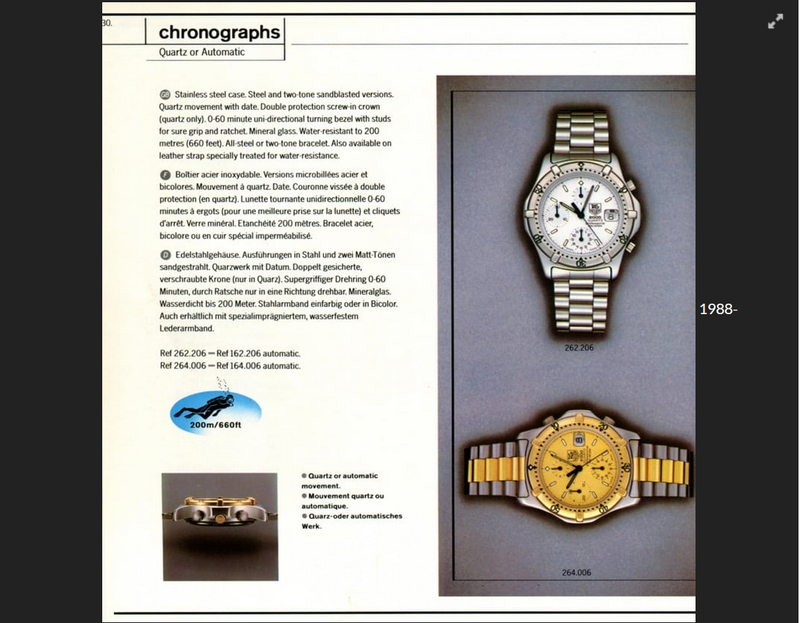 30.
chronographs
Quartz or Automatic
GB Stainless steel case. Steel and two-tone sandblasted versions.
Quartz movement with date. Double protection screw-in crown
(quartz only). 0-60 minute uni-directional turning bezel with studs
for sure grip and ratchet. Mineral glass. Water-resistant to 200
metres (660 feet). All-steel or two-tone bracelet. Also available on
leather strap specially treated for water-resistance.
F Boîtier acier inoxydable. Versions microbillées acier et
bicolores. Mouvement à quartz. Date. Couronne vissée à double
protection (en quartz). Lunette tournante unidirectionnelle 0-60
minutes à ergots (pour une meilleure prise sur la lunette) et cliquets
d'arrêt. Verre minéral. Etanchéité 200 mètres. Bracelet acier,
bicolore ou en cuir spécial imperméabilisé.
D Edelstahlgehäuse. Ausführungen in Stahl und zwei Matt-Tönen
sandgestrahlt. Quarzwerk mit Datum. Doppelt gesicherte,
verschraubte Krone (nur in Quarz). Supergriffiger Drehring 0-60
Minuten, durch Ratsche nur in eine Richtung drehbar. Mineralglas.
Wasserdicht bis 200 Meter. Stahlarmband einfarbig oder in Bicolor.
Auch erhältlich mit spezialimprägniertem, wasserfestem
Lederarmband.
Ref 262.206 — Ref 162.206 automatic.
Ref 264.006 — Ref 164.006 automatic.
200m/660ft
Quartz or automatic
movement.
Mouvement quartz ou
automatique.
Quarz-oder automatisches
Werk.
262.206
264.006
1988-